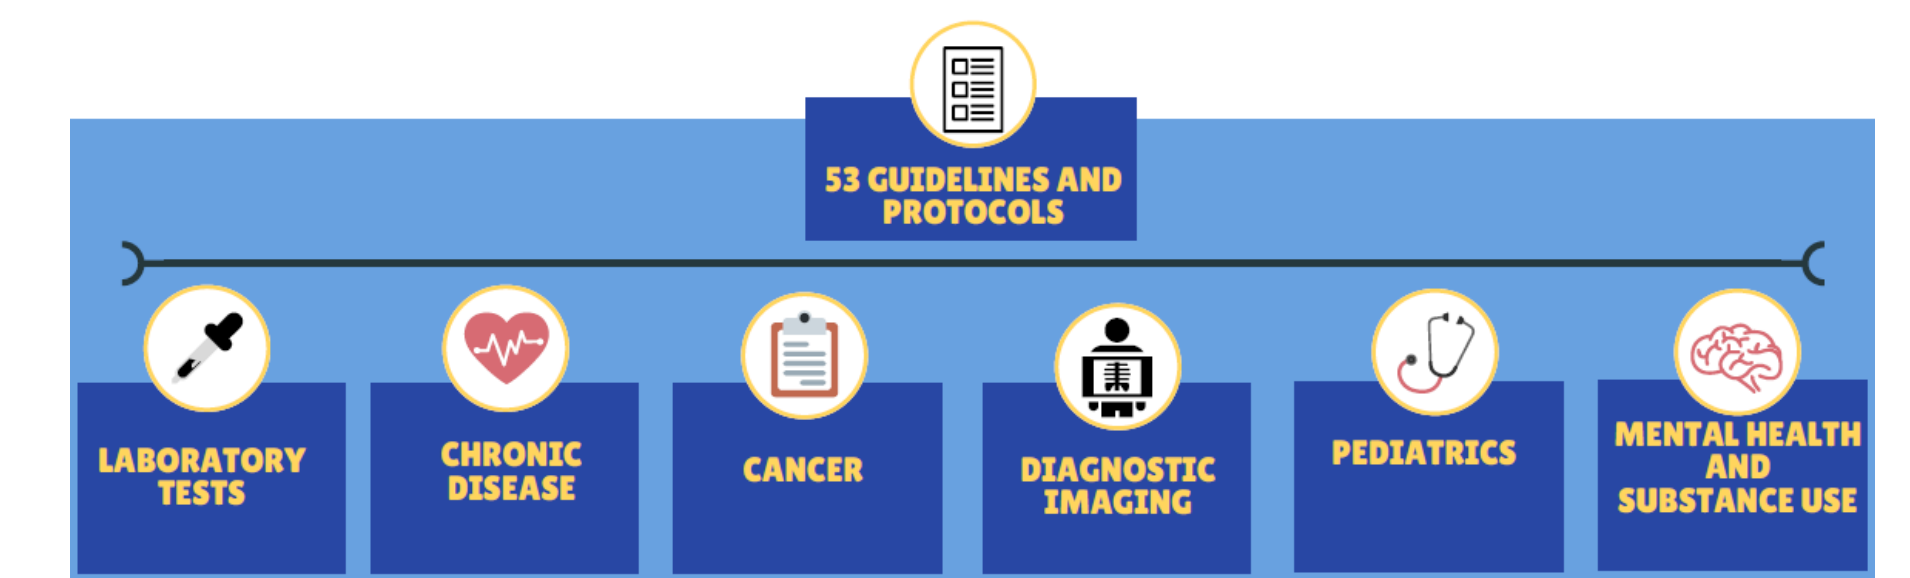 53 GUIDELINES AND
PROTOCOLS
LABORATORY
TESTS
CHRONIC
DISEASE
CANCER
DIAGNOSTIC
IMAGING
PEDIATRICS
MENTAL HEALTH
AND
SUBSTANCE USE